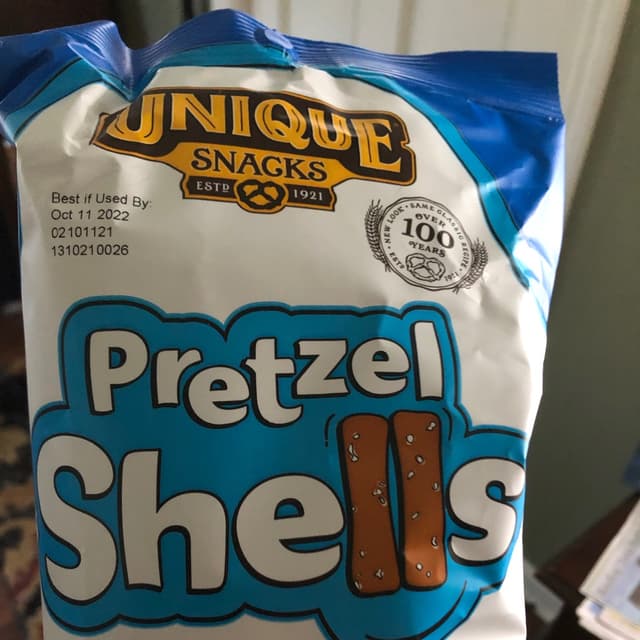 UNIQUE
SNACKS
ESTD 1921
Best if Used By:
Oct 11 2022
02101121
1310210026
NEW LOOK • SAME CLASSIC RECIPE
OVER
100
YEARS
Pretzel
Shells